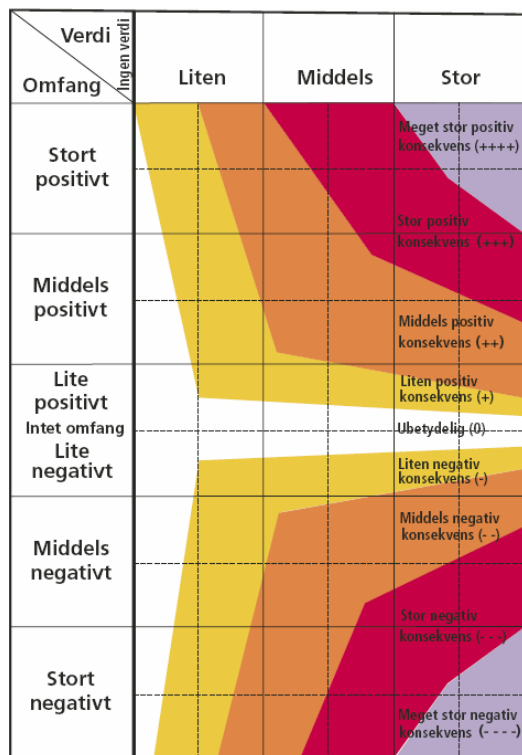 Verdi
Ingen verdi
Omfang
Liten
Middels
Stor
Stort
positivt
Meget stor positiv
konsekvens (++++)
Stor positiv
konsekvens (+++)
Middels
positivt
Middels positiv
konsekvens (++)
Lite
positivt
Liten positiv
konsekvens (+)
Intet omfang
Ubetydelig (0)
Lite
negativt
Liten negativ
konsekvens (-)
Middels
negativt
Middels negativ
konsekvens (- -)
Stor negativ
konsekvens (- - -)
Stort
negativt
Meget stor negativ
konsekvens (- - - -)